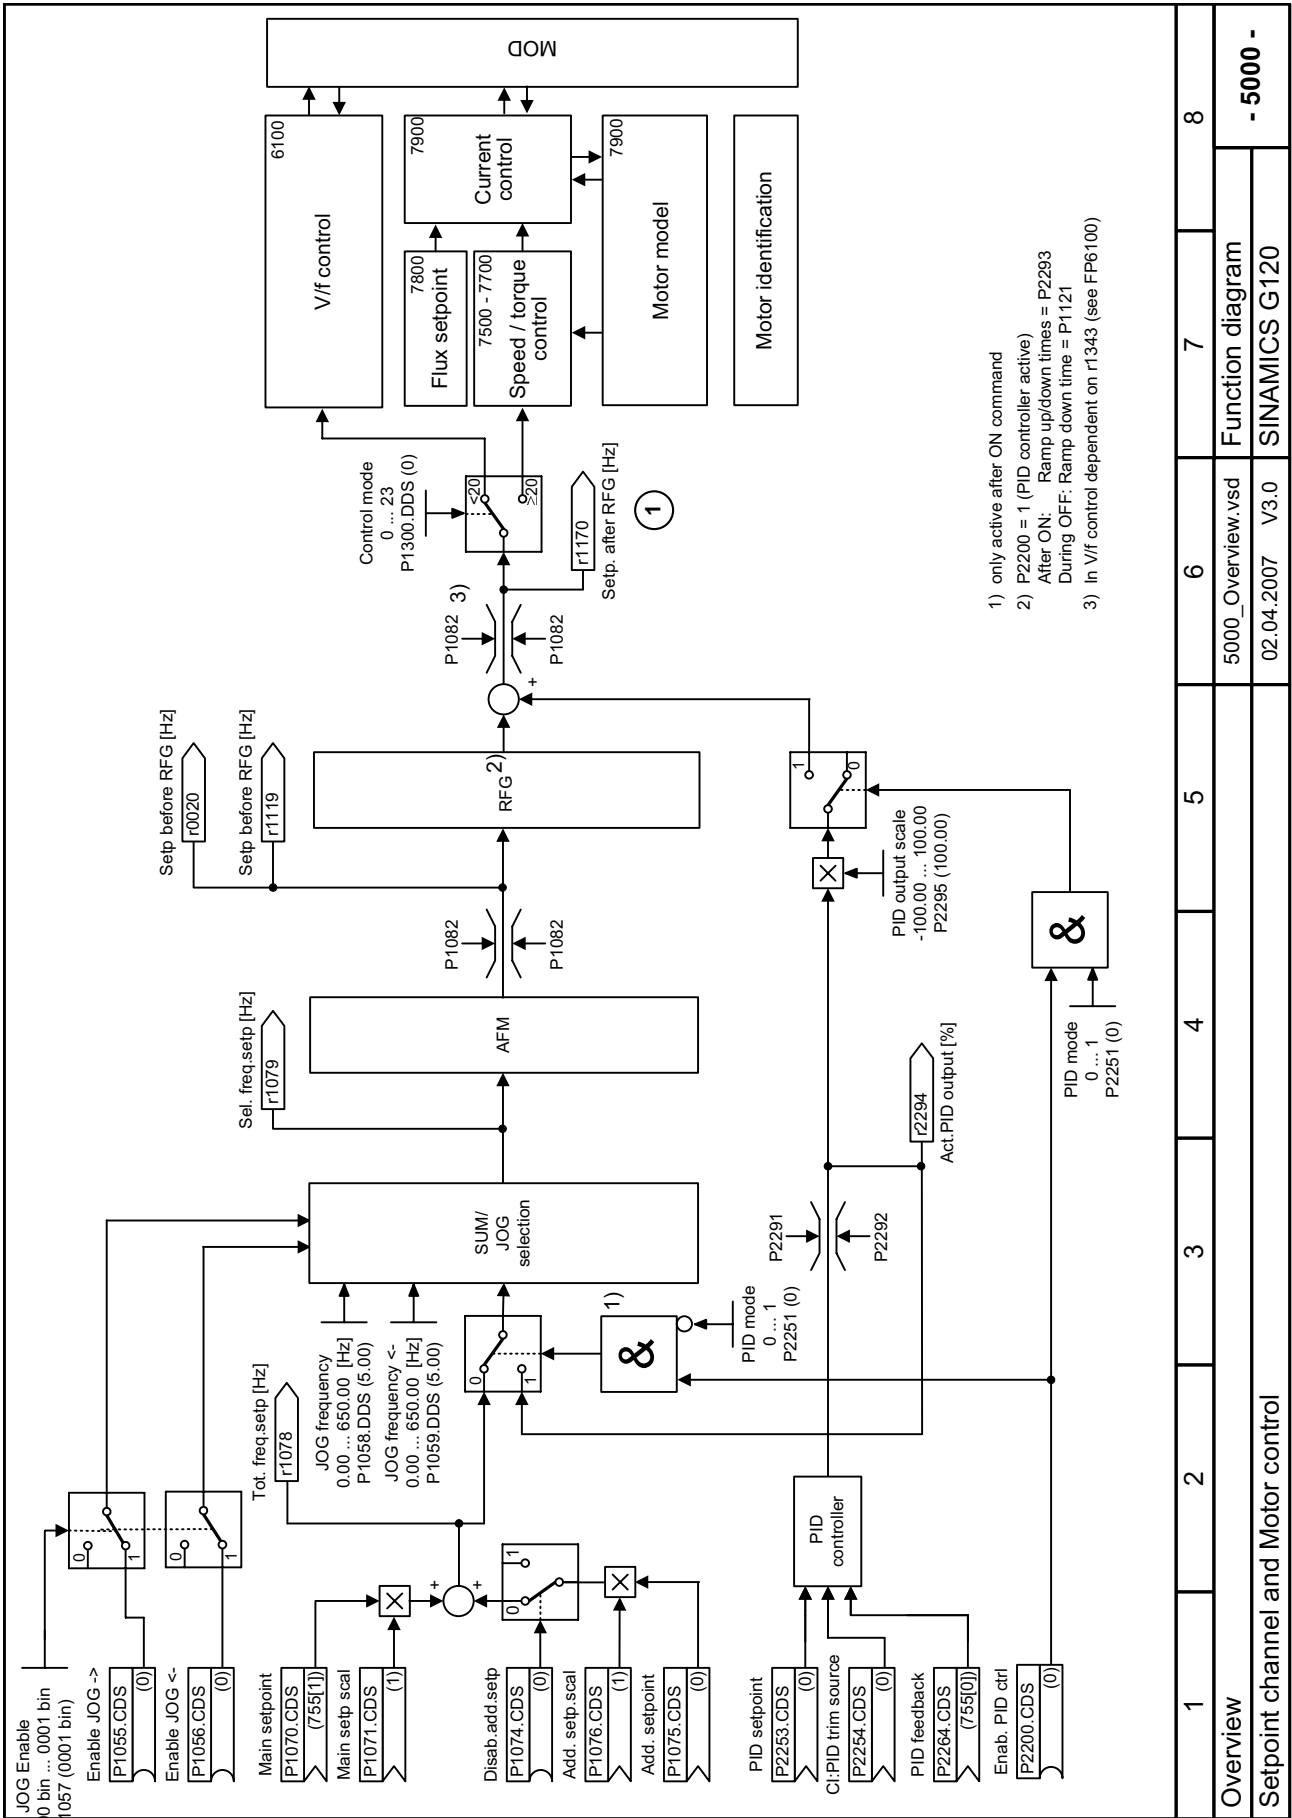 JOG Enable
00 bin ... 0001 bin
1057 (0001 bin)
Enable JOG ->
P1055.CDS
(0)
Enable JOG <-
P1056.CDS
(0)
0
1
0
1
Main setpoint
P1070.CDS
(755[1])
Main setp scal
P1071.CDS
(1)
Disab.add.setp
P1074.CDS
(0)
Add. setp.scal
P1076.CDS
(1)
Add. setpoint
P1075.CDS
(0)
+
+
0
1
Tot. freq.setp [Hz]
r1078
JOG frequency
0.00 ... 650.00 [Hz]
P1058.DDS (5.00)
JOG frequency <-
0.00 ... 650.00 [Hz]
P1059.DDS (5.00)
0
1
SUM/
JOG
selection
&
1)
PID mode
0 ... 1
P2251 (0)
PID setpoint
P2253.CDS
(0)
CI:PID trim source
P2254.CDS
(0)
PID feedback
P2264.CDS
(755[0])
Enab. PID ctrl
P2200.CDS
(0)
PID
controller
P2291
P2292
r2294
Act.PID output [%]
Sel. freq.setp [Hz]
r1079
AFM
P1082
P1082
Setp before RFG [Hz]
r0020
Setp before RFG [Hz]
r1119
RFG
2)
PID output scale
-100.00 ... 100.00
P2295 (100.00)
1
0
PID mode
0 ... 1
P2251 (0)
&
+
P1082
P1082
3)
Control mode
0 ... 23
P1300.DDS (0)
<20
≥20
r1170
Setp. after RFG [Hz]
1
6100
V/f control
7800
Flux setpoint
7500 - 7700
Speed / torque
control
7900
Current
control
7900
Motor model
Motor identification
MOD
1) only active after ON command
2) P2200 = 1 (PID controller active)
After ON: Ramp up/down times = P2293
During OFF: Ramp down time = P1121
3) In V/f control dependent on r1343 (see FP6100)
1 2 3 4 5 6 7 8
Overview
5000_Overview.vsd
Function diagram
- 5000 -
Setpoint channel and Motor control
02.04.2007 V3.0
SINAMICS G120